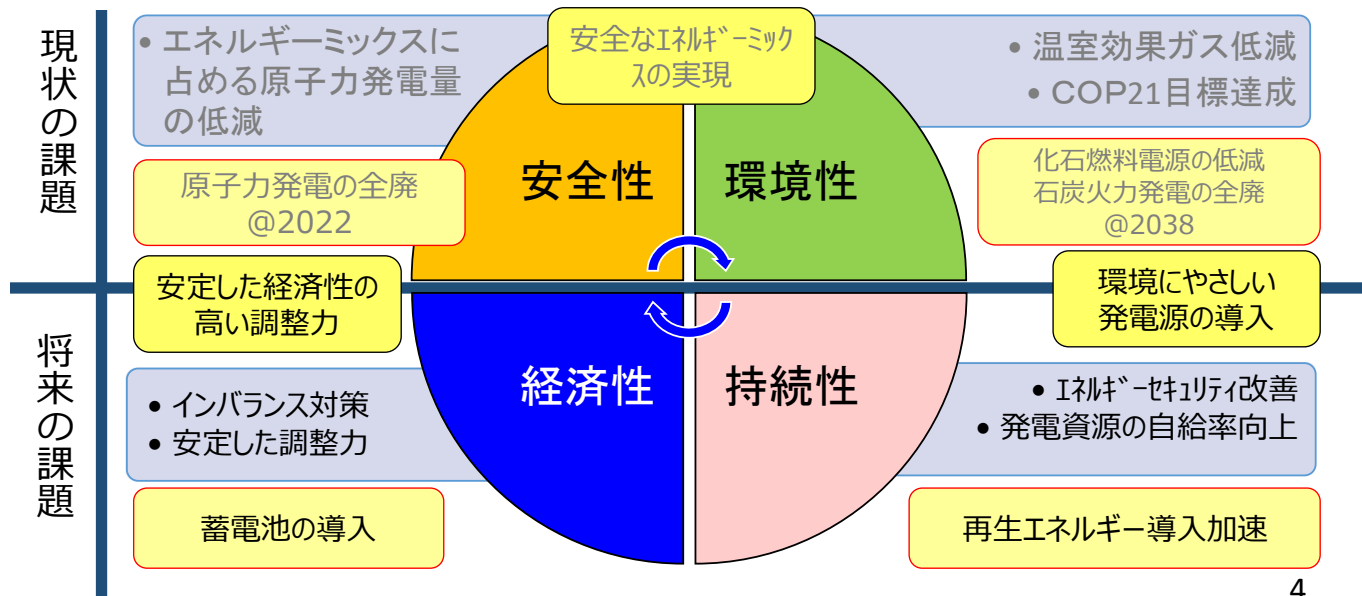 現状の課題
• エネルギーミックスに
占める原子力発電量
の低減
安全なｴﾈﾙｷﾞｰﾐｯｸ
ｽの実現
• 温室効果ガス低減
• COP21目標達成
原子力発電の全廃
@2022
安全性
環境性
化石燃料電源の低減
石炭火力発電の全廃
@2038
安定した経済性の
高い調整力
環境にやさしい
発電源の導入
将来の課題
• インバランス対策
• 安定した調整力
経済性
持続性
• ｴﾈﾙｷﾞｰｾｷｭﾘﾃｨ改善
• 発電資源の自給率向上
蓄電池の導入
再生エネルギー導入加速
4